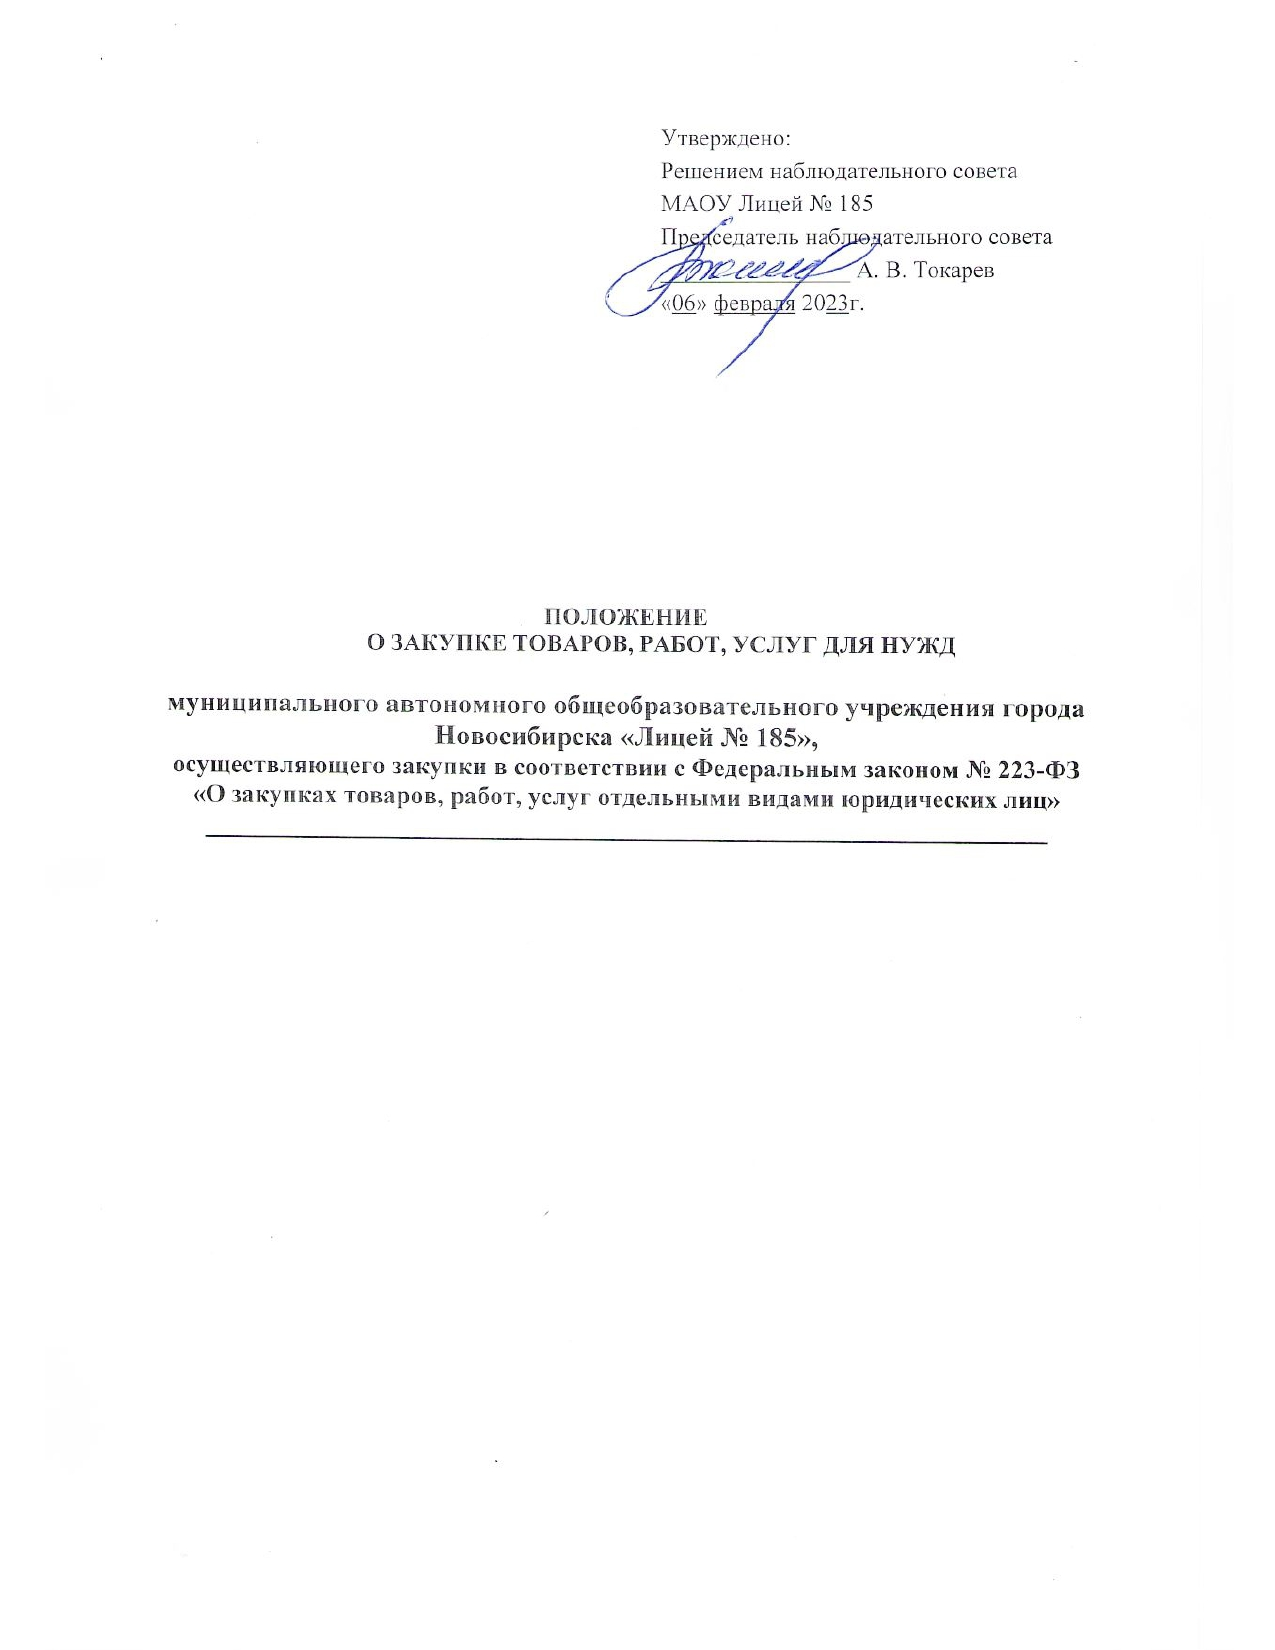 Утверждено:
Решением наблюдательного совета
МАОУ Лицей № 185
Председатель наблюдательного совета
А. В. Токарев
«06» февраля 2023г.
ПОЛОЖЕНИЕ
О ЗАКУПКЕ ТОВАРОВ, РАБОТ, УСЛУГ ДЛЯ НУЖД
муниципального автономного общеобразовательного учреждения города
Новосибирска «Лицей № 185»,
осуществляющего закупки в соответствии с Федеральным законом № 223-ФЗ
«О закупках товаров, работ, услуг отдельными видами юридических лиц»